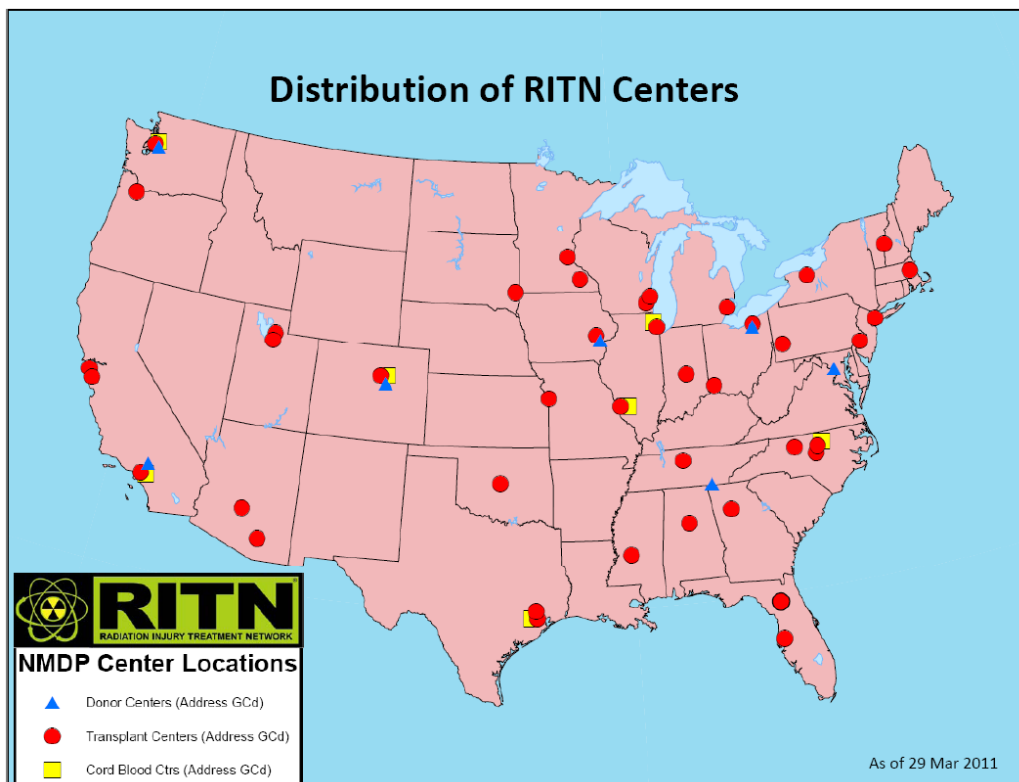 Distribution of RITN Centers
RITN
RADIATION INJURY TREATMENT NETWORK
NMDP Center Locations
Donor Centers (Address GCd)
Transplant Centers (Address GCd)
Cord Blood Ctrs (Address GCd)
As of 29 Mar 2011